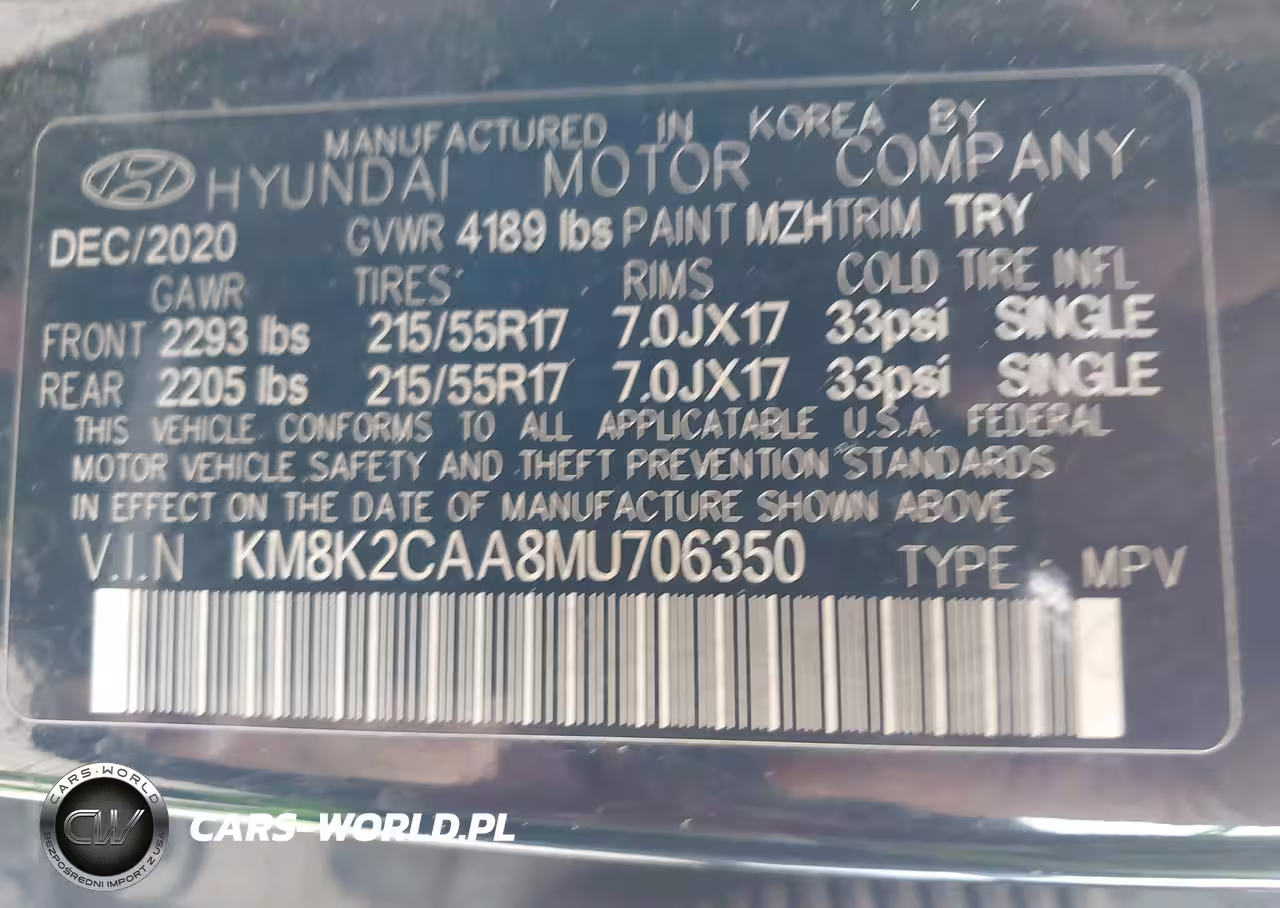 MANUFACTURED IN KOREA BY
HYUNDAI MOTOR COMPANY
DEC/2020 GVWR 4189 lbs PAINT MZH TRIM TRY
GAWR TIRES RIMS COLD TIRE INFL
FRONT 2293 lbs 215/55R17 7.0JX17 33psi SINGLE
REAR 2205 lbs 215/55R17 7.0JX17 33psi SINGLE
THIS VEHICLE CONFORMS TO ALL APPLICATABLE U.S.A. FEDERAL
MOTOR VEHICLE SAFETY AND THEFT PREVENTION STANDARDS
IN EFFECT ON THE DATE OF MANUFACTURE SHOWN ABOVE
V.I.N KM8K2CAA8MU706350 TYPE : MPV
CARS-WORLD
CW
BEZPOŚREDNI IMPORT Z USA
CARS-WORLD.PL